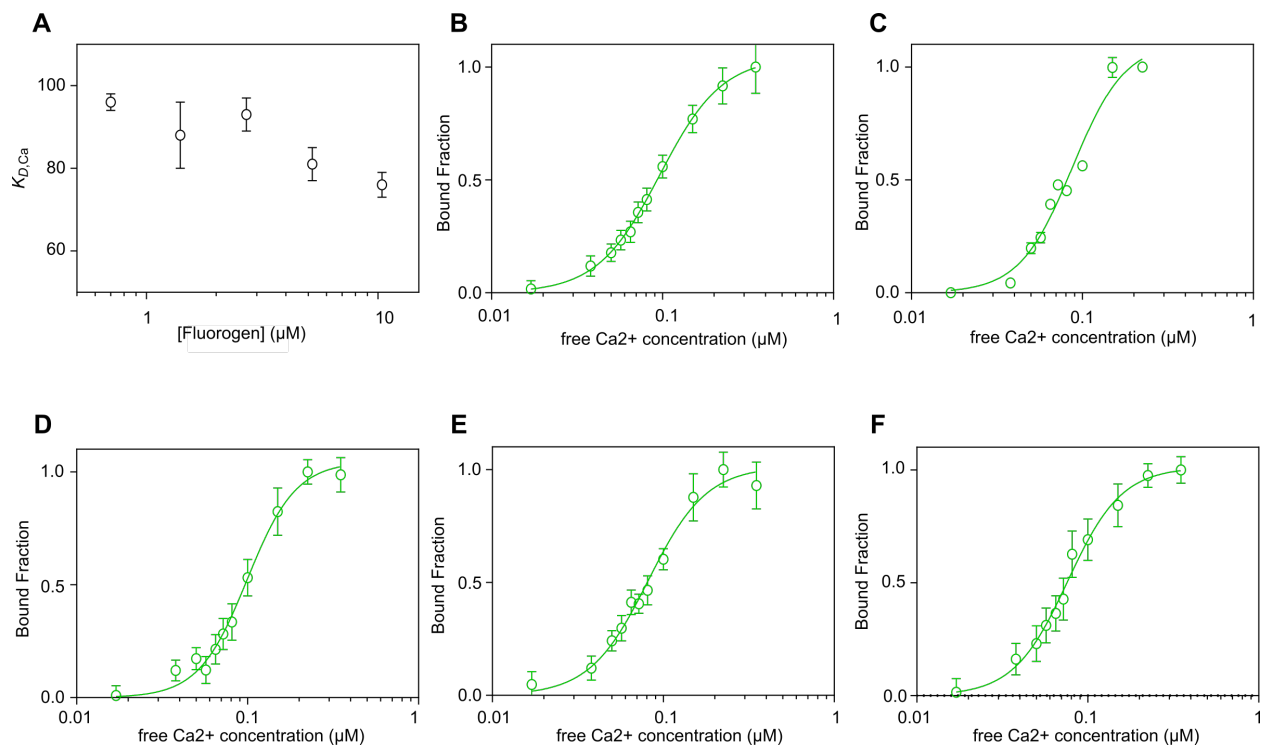 A
K_D,Ca
100
80
60
1
10
[Fluorogen] (µM)
B
Bound Fraction
1.0
0.5
0.0
0.01
0.1
1
free Ca2+ concentration (µM)
C
Bound Fraction
1.0
0.5
0.0
0.01
0.1
1
free Ca2+ concentration (µM)
D
Bound Fraction
1.0
0.5
0.0
0.01
0.1
1
free Ca2+ concentration (µM)
E
Bound Fraction
1.0
0.5
0.0
0.01
0.1
1
free Ca2+ concentration (µM)
F
Bound Fraction
1.0
0.5
0.0
0.01
0.1
1
free Ca2+ concentration (µM)